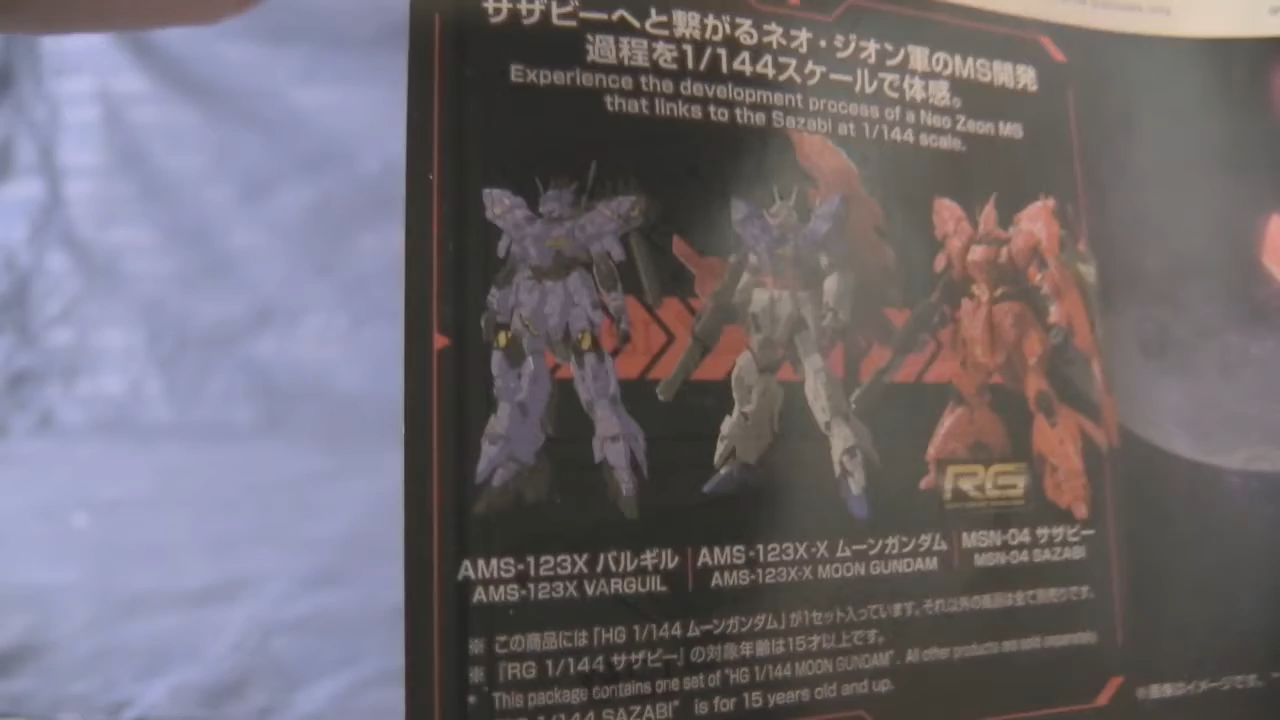 サザビーへと繋がるネオ・ジオン軍のMS開発
過程を1/144スケールで体感。
Experience the development process of a Neo Zeon MS
that links to the Sazabi at 1/144 scale.
RG
AMS-123X バルギル
AMS-123X VARGUIL
AMS-123X-X ムーンガンダム
AMS-123X-X MOON GUNDAM
MSN-04 サザビー
MSN-04 SAZABI
※ この商品には「HG 1/144 ムーンガンダム」が1セット入っています。それ以外の商品は全て別売りです。
※ 「RG 1/144 サザビー」の対象年齢は15才以上です。
* This package contains one set of "HG 1/144 MOON GUNDAM". All other products are sold separately.
1/144 SAZABI" is for 15 years old and up.
※画像はイメージです。